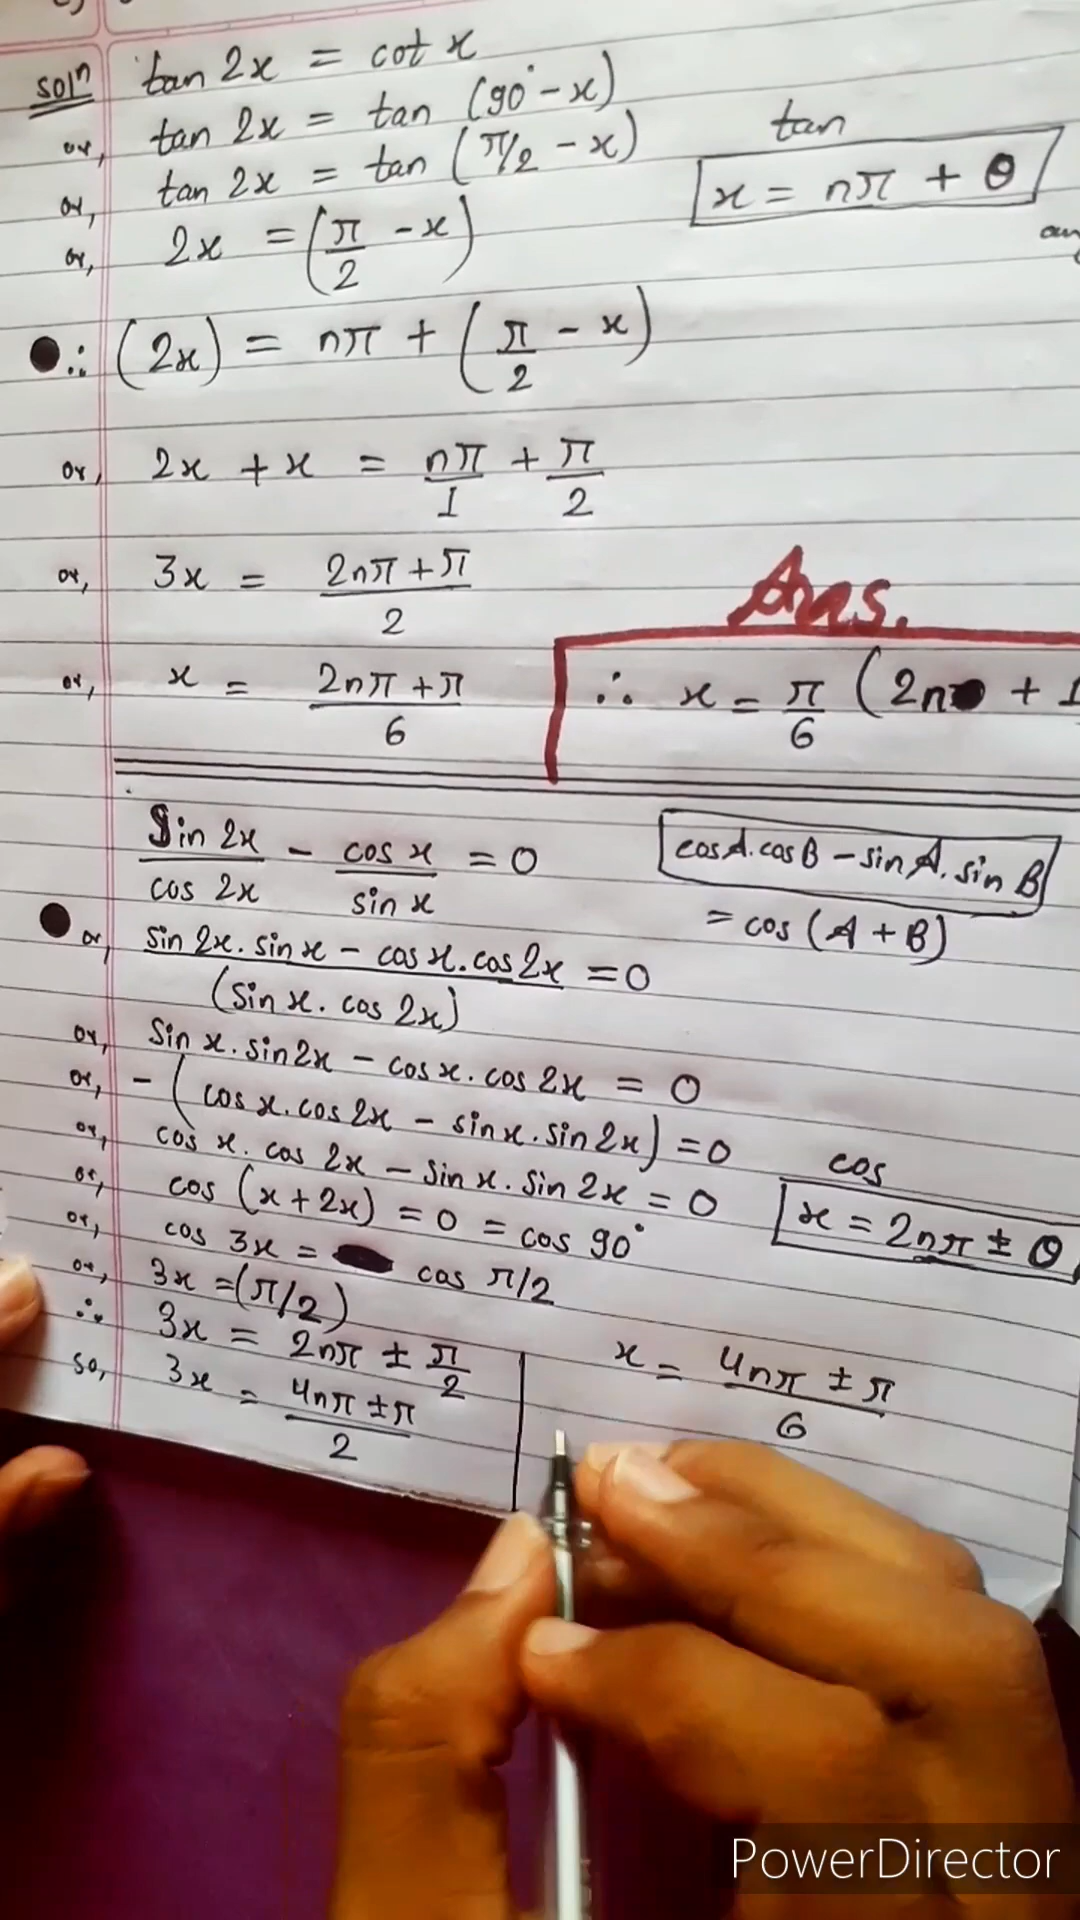 solⁿ tan 2x = cot x
or, tan 2x = tan (90° - x)
or, tan 2x = tan (π/2 - x)
tan
x = nπ + θ
or, 2x = (π/2 - x)
∴ (2x) = nπ + (π/2 - x)
or, 2x + x = nπ/1 + π/2
or, 3x = (2nπ + π)/2
or, x = (2nπ + π)/6
Ans.
∴ x = π/6 (2n + 1
Sin 2x/cos 2x - cos x/sin x = 0
cosA.cosB - sinA.sinB
= cos (A + B)
or, (sin 2x. sin x - cos x. cos 2x)/(sin x. cos 2x) = 0
or, Sin x. sin 2x - cos x. cos 2x = 0
or, - (cos x. cos 2x - sin x. sin 2x) = 0
or, cos x. cos 2x - sin x. sin 2x = 0
or, cos (x + 2x) = 0 = cos 90°
cos
x = 2nπ ± θ
or, cos 3x = cos π/2
or, 3x = (π/2)
∴ 3x = 2nπ ± π/2
so, 3x = (4nπ ± π)/2
x = (4nπ ± π)/6
PowerDirector